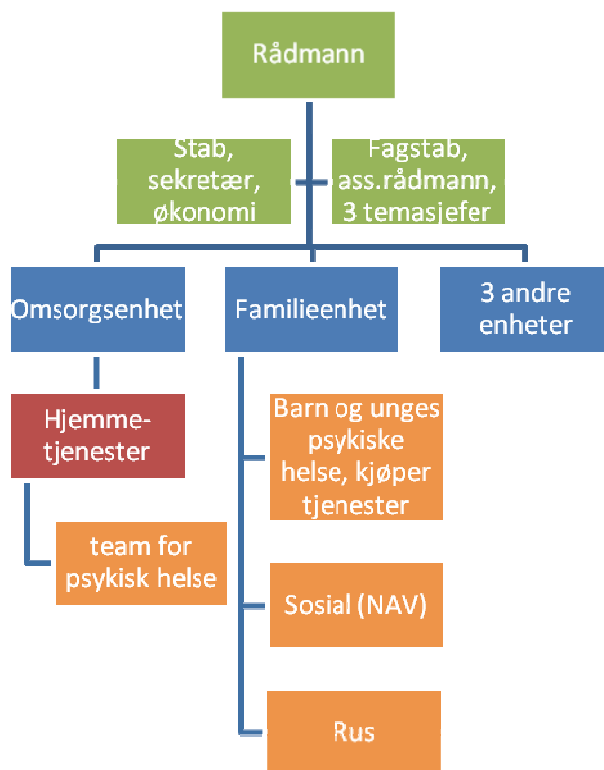 Rådmann
Stab,
sekretær,
økonomi
Fagstab,
ass.rådmann,
3 temasjefer
Omsorgsenhet
Familieenhet
3 andre
enheter
Hjemme-
tjenester
team for
psykisk helse
Barn og unges
psykiske
helse, kjøper
tjenester
Sosial (NAV)
Rus